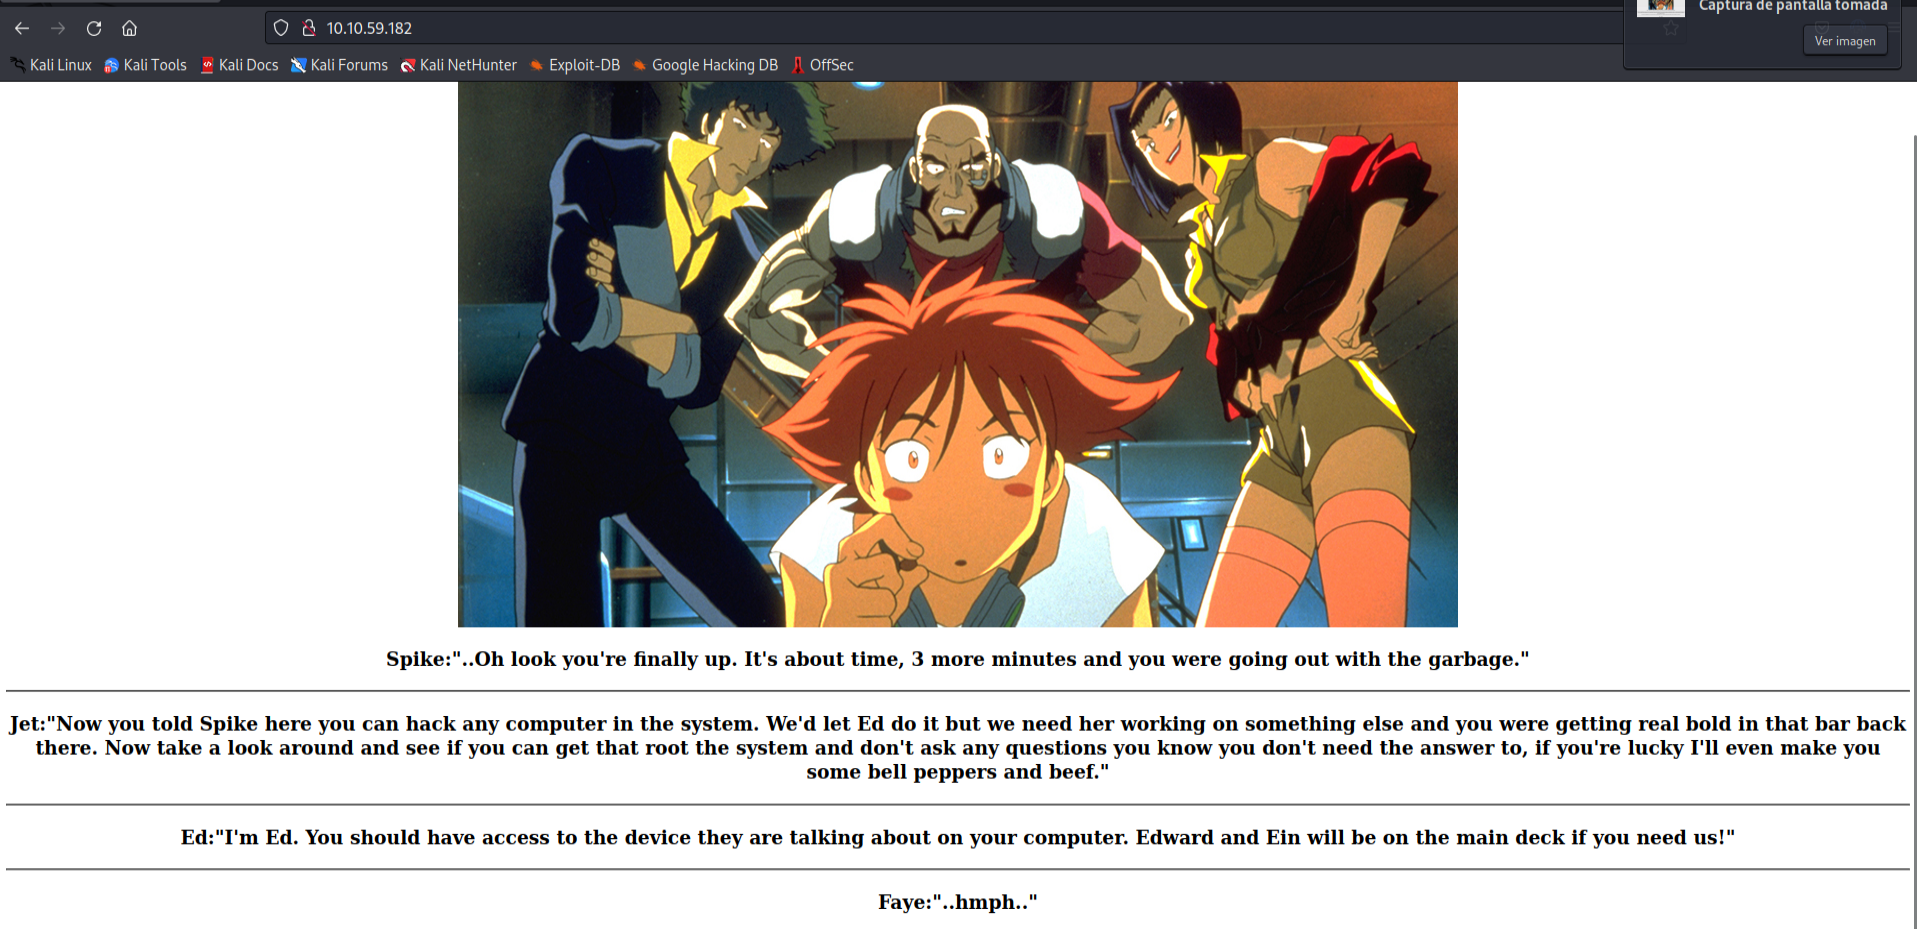 Captura de pantalla tomada
10.10.59.182
Ver imagen
Kali Linux Kali Tools Kali Docs Kali Forums Kali NetHunter Exploit-DB Google Hacking DB OffSec
Spike:"..Oh look you're finally up. It's about time, 3 more minutes and you were going out with the garbage."
Jet:"Now you told Spike here you can hack any computer in the system. We'd let Ed do it but we need her working on something else and you were getting real bold in that bar back
there. Now take a look around and see if you can get that root the system and don't ask any questions you know you don't need the answer to, if you're lucky I'll even make you
some bell peppers and beef."
Ed:"I'm Ed. You should have access to the device they are talking about on your computer. Edward and Ein will be on the main deck if you need us!"
Faye:"..hmph.."